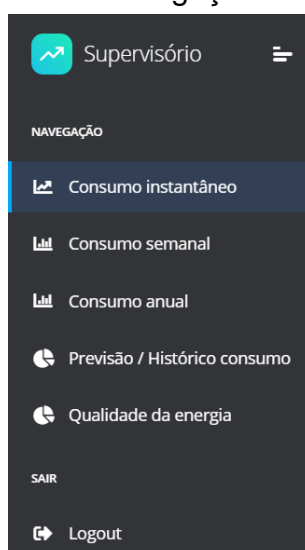 Supervisório
NAVEGAÇÃO
Consumo instantâneo
Consumo semanal
Consumo anual
Previsão / Histórico consumo
Qualidade da energia
SAIR
Logout